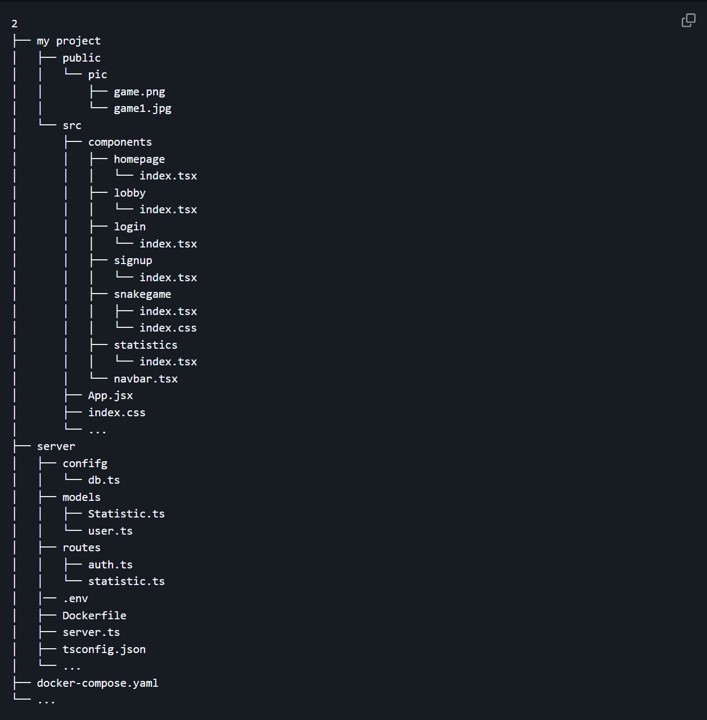 2
├── my project
│   ├── public
│   │   └── pic
│   │       ├── game.png
│   │       └── game1.jpg
│   └── src
│       ├── components
│       │   ├── homepage
│       │   │   └── index.tsx
│       │   ├── lobby
│       │   │   └── index.tsx
│       │   ├── login
│       │   │   └── index.tsx
│       │   ├── signup
│       │   │   └── index.tsx
│       │   ├── snakegame
│       │   │   ├── index.tsx
│       │   │   └── index.css
│       │   ├── statistics
│       │   │   └── index.tsx
│       │   └── navbar.tsx
│       ├── App.jsx
│       ├── index.css
│       └── ...
├── server
│   ├── confifg
│   │   └── db.ts
│   ├── models
│   │   ├── Statistic.ts
│   │   └── user.ts
│   ├── routes
│   │   ├── auth.ts
│   │   └── statistic.ts
│   │── .env
│   ├── Dockerfile
│   ├── server.ts
│   ├── tsconfig.json
│   └── ...
├── docker-compose.yaml
└── ...